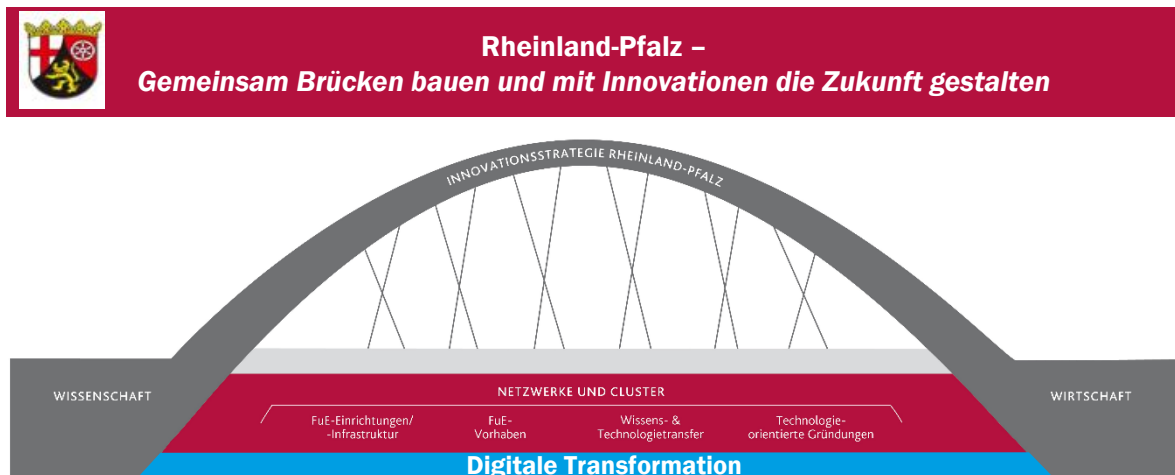 Rheinland-Pfalz –
Gemeinsam Brücken bauen und mit Innovationen die Zukunft gestalten
INNOVATIONSSTRATEGIE RHEINLAND-PFALZ
WISSENSCHAFT
WIRTSCHAFT
NETZWERKE UND CLUSTER
FuE-Einrichtungen/
-Infrastruktur
FuE-
Vorhaben
Wissens- &
Technologietransfer
Technologie-
orientierte Gründungen
Digitale Transformation